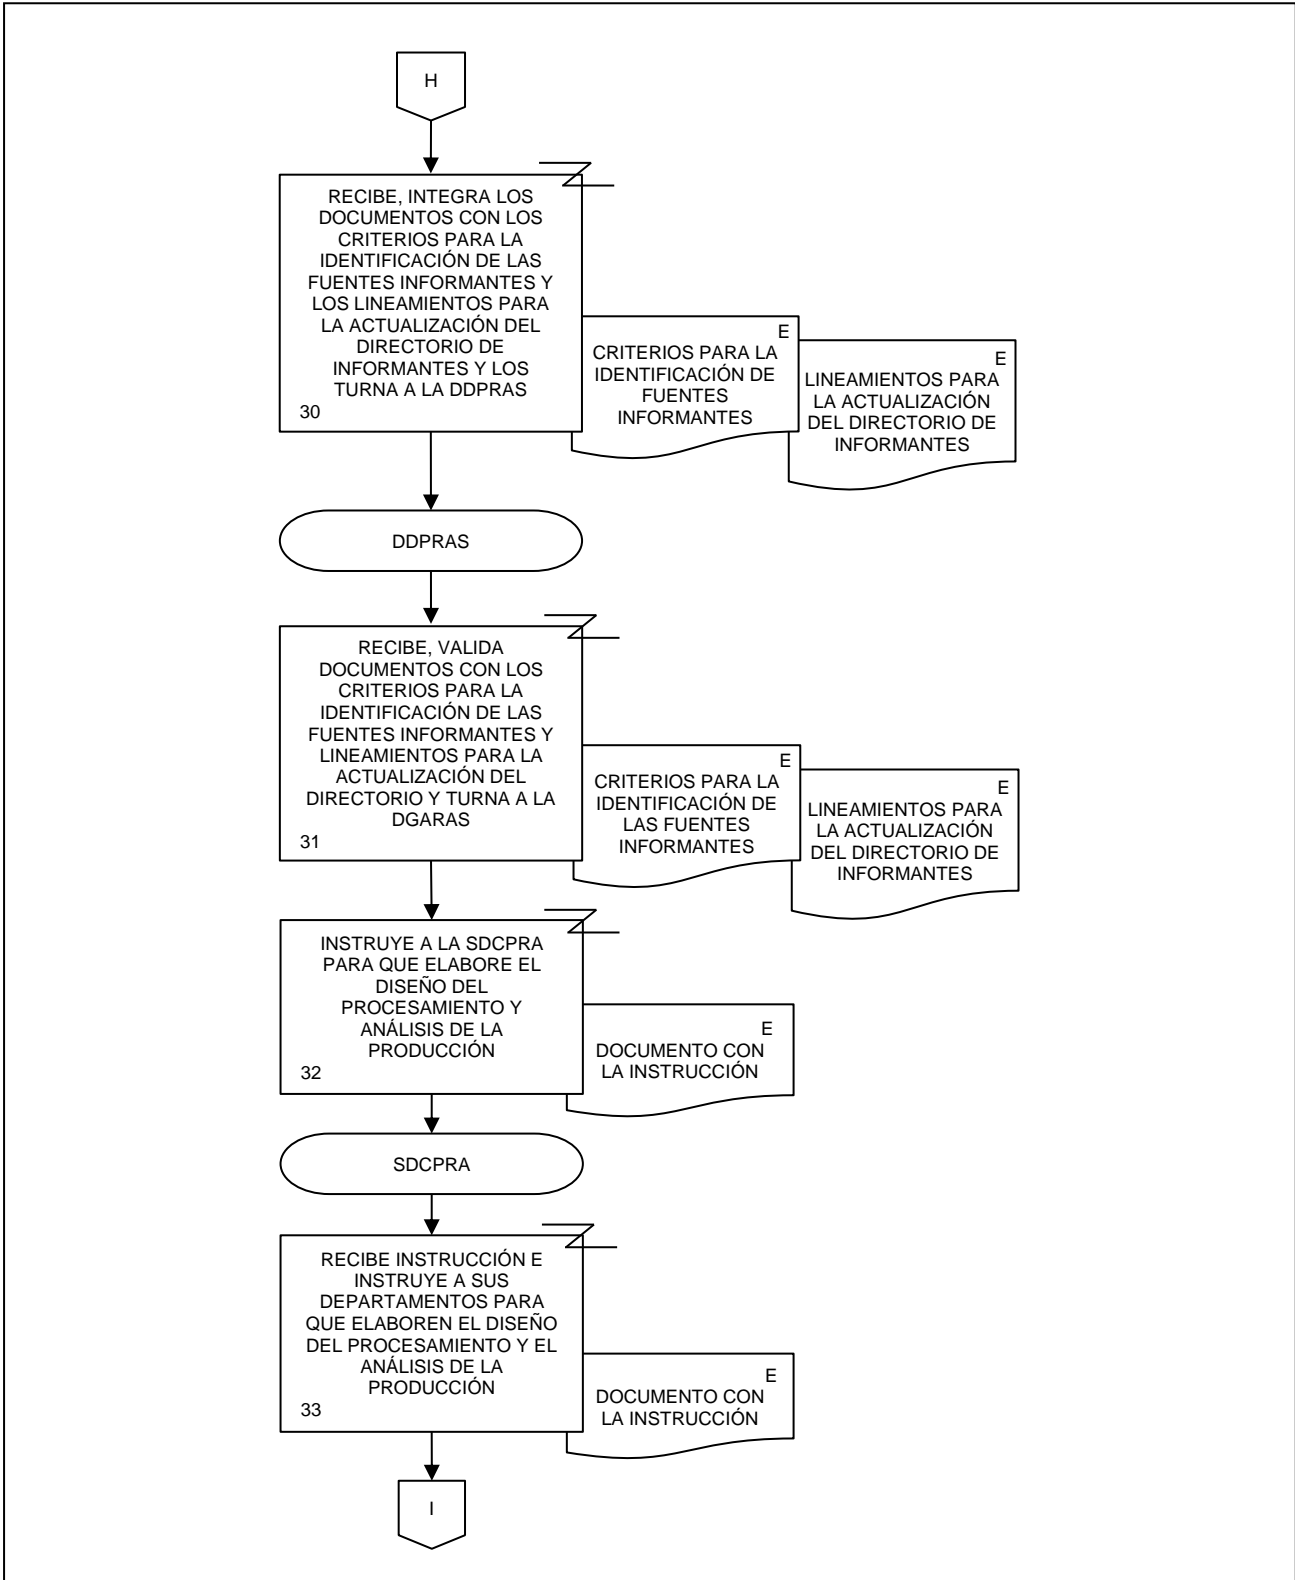 H
RECIBE, INTEGRA LOS
DOCUMENTOS CON LOS
CRITERIOS PARA LA
IDENTIFICACIÓN DE LAS
FUENTES INFORMANTES Y
LOS LINEAMIENTOS PARA
LA ACTUALIZACIÓN DEL
DIRECTORIO DE
INFORMANTES Y LOS
TURNA A LA DDPRAS
30
E
CRITERIOS PARA LA
IDENTIFICACIÓN DE
FUENTES
INFORMANTES
E
LINEAMIENTOS PARA
LA ACTUALIZACIÓN
DEL DIRECTORIO DE
INFORMANTES
DDPRAS
RECIBE, VALIDA
DOCUMENTOS CON LOS
CRITERIOS PARA LA
IDENTIFICACIÓN DE LAS
FUENTES INFORMANTES Y
LINEAMIENTOS PARA LA
ACTUALIZACIÓN DEL
DIRECTORIO Y TURNA A LA
DGARAS
31
E
CRITERIOS PARA LA
IDENTIFICACIÓN DE
LAS FUENTES
INFORMANTES
E
LINEAMIENTOS PARA
LA ACTUALIZACIÓN
DEL DIRECTORIO DE
INFORMANTES
INSTRUYE A LA SDCPRA
PARA QUE ELABORE EL
DISEÑO DEL
PROCESAMIENTO Y
ANÁLISIS DE LA
PRODUCCIÓN
32
E
DOCUMENTO CON
LA INSTRUCCIÓN
SDCPRA
RECIBE INSTRUCCIÓN E
INSTRUYE A SUS
DEPARTAMENTOS PARA
QUE ELABOREN EL DISEÑO
DEL PROCESAMIENTO Y EL
ANÁLISIS DE LA
PRODUCCIÓN
33
E
DOCUMENTO CON
LA INSTRUCCIÓN
I